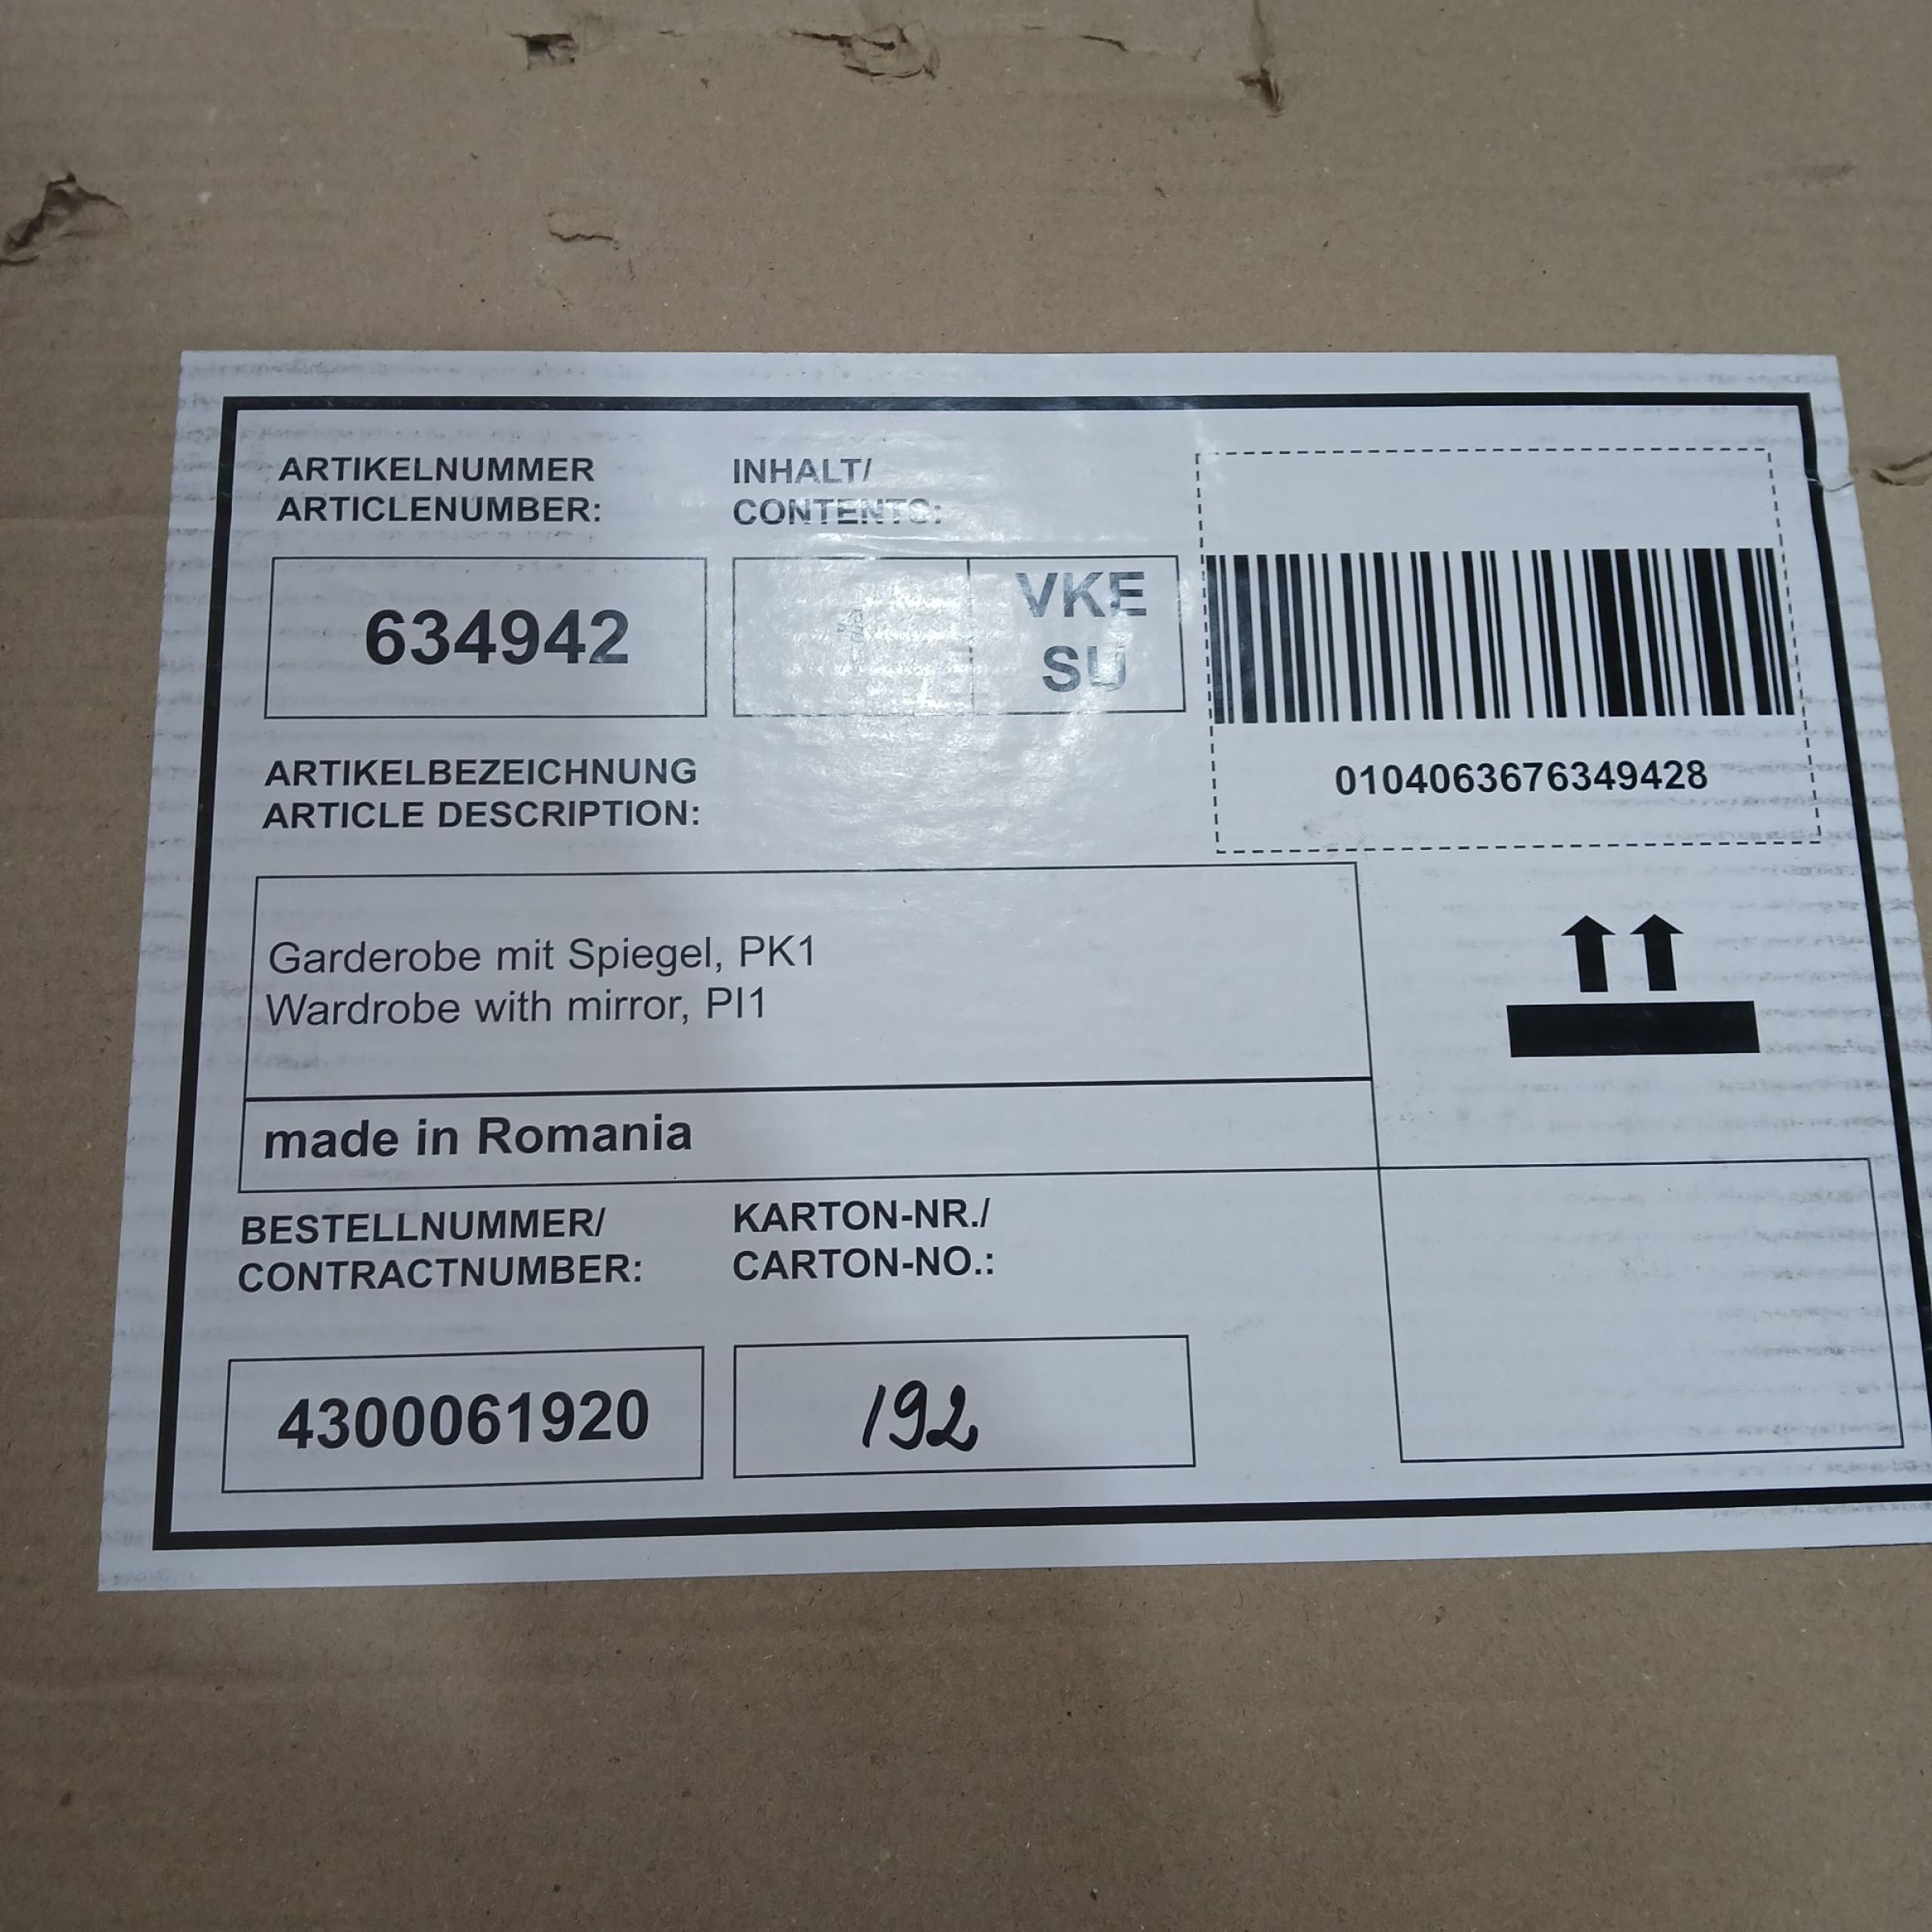 ARTIKELNUMMER
ARTICLENUMBER:
634942
INHALT/
CONTENTS:
VKE
SU
0104063676349428
ARTIKELBEZEICHNUNG
ARTICLE DESCRIPTION:
Garderobe mit Spiegel, PK1
Wardrobe with mirror, PI1
made in Romania
BESTELLNUMMER/
CONTRACTNUMBER:
4300061920
KARTON-NR./
CARTON-NO.:
192